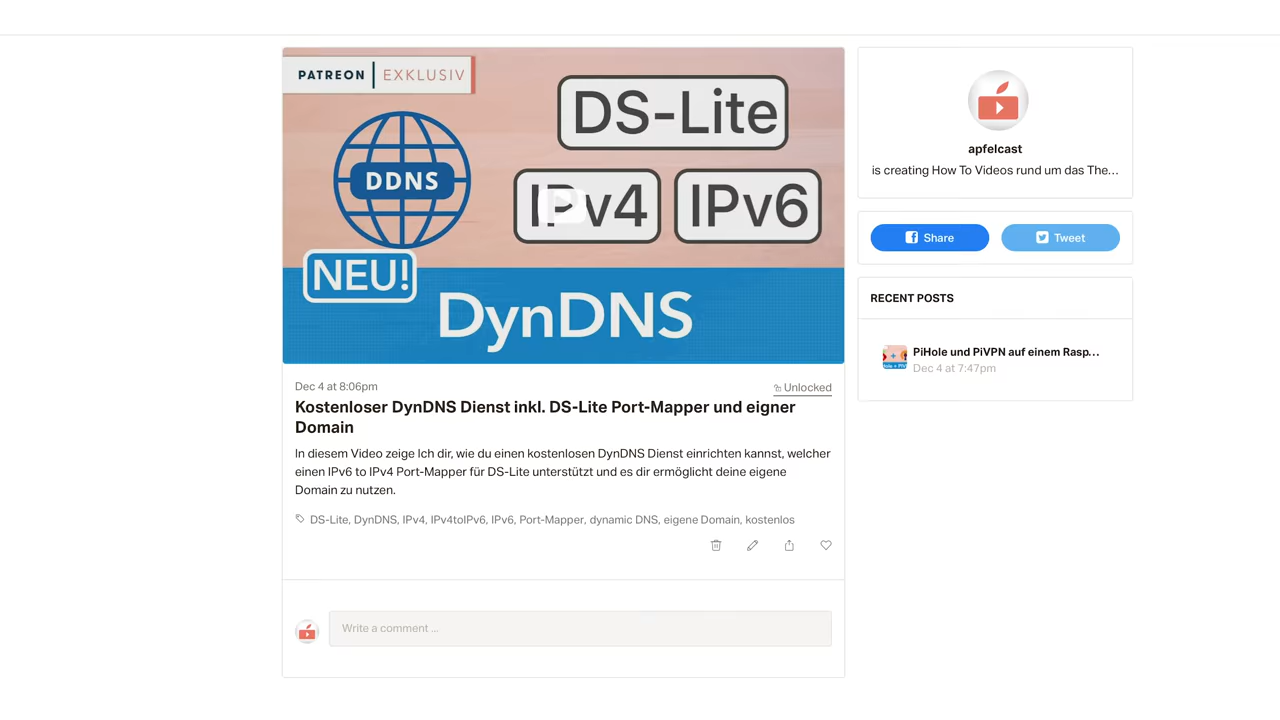 PATREON EXKLUSIV
DS-Lite
DDNS
IPv4 IPv6
NEU!
DynDNS
Dec 4 at 8:06pm
Unlocked
Kostenloser DynDNS Dienst inkl. DS-Lite Port-Mapper und eigner
Domain
In diesem Video zeige Ich dir, wie du einen kostenlosen DynDNS Dienst einrichten kannst, welcher
einen IPv6 to IPv4 Port-Mapper für DS-Lite unterstützt und es dir ermöglicht deine eigene
Domain zu nutzen.
DS-Lite, DynDNS, IPv4, IPv4toIPv6, IPv6, Port-Mapper, dynamic DNS, eigene Domain, kostenlos
Write a comment ...
apfelcast
is creating How To Videos rund um das The...
Share
Tweet
RECENT POSTS
PiHole und PiVPN auf einem Rasp...
Dec 4 at 7:47pm